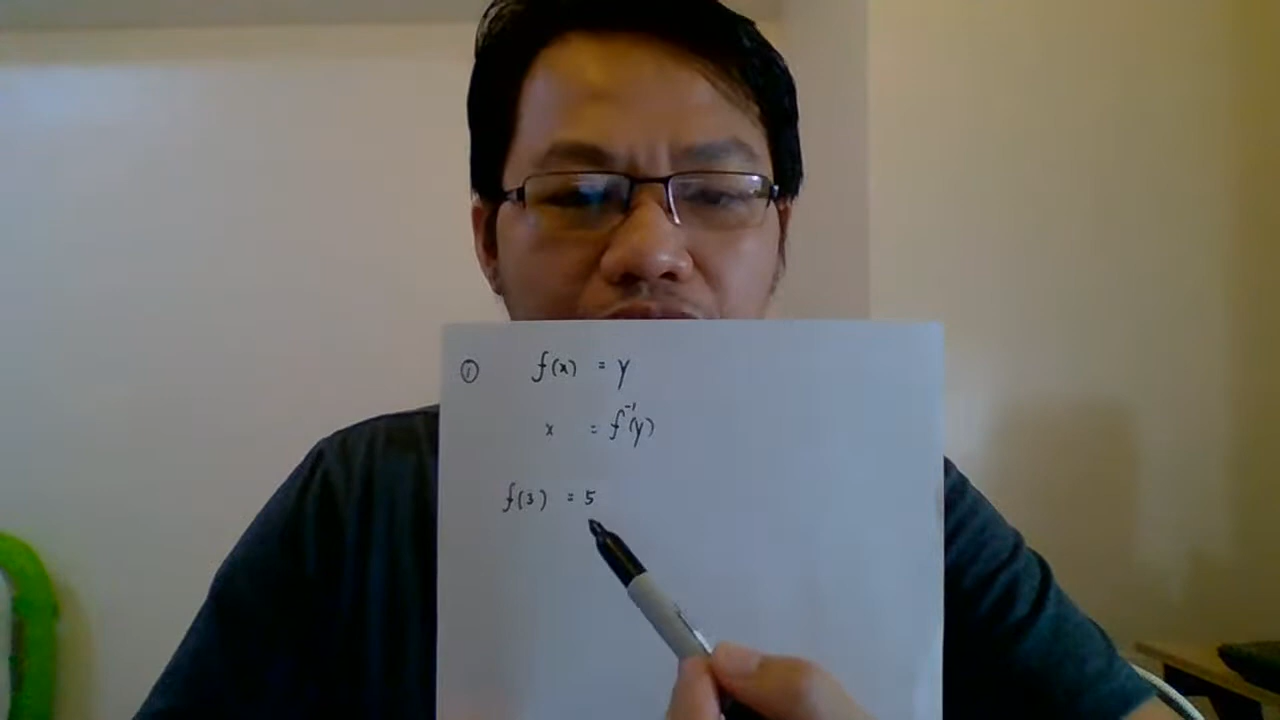 ① f(x) = y
x = f⁻¹(y)
f(3) = 5